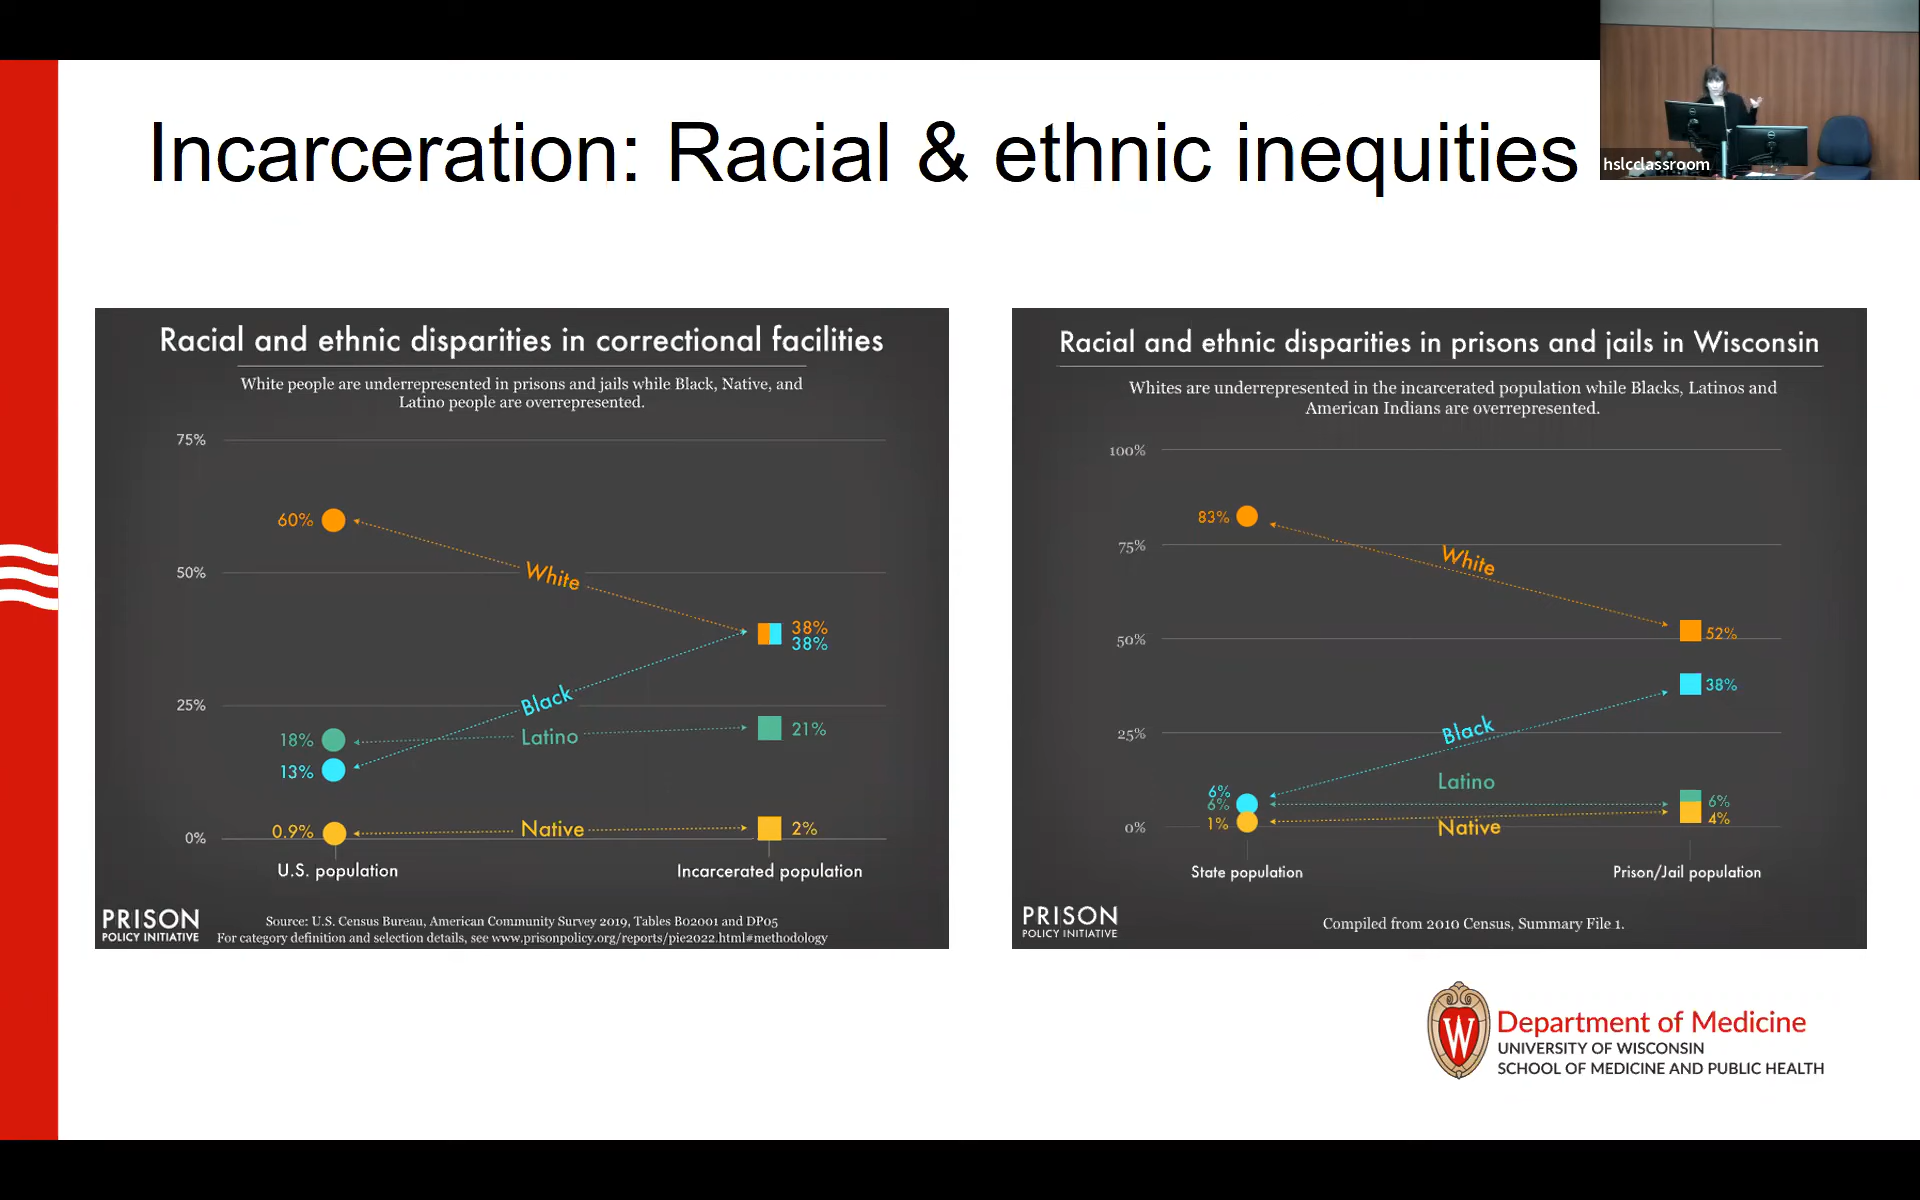 Incarceration: Racial & ethnic inequities
hslcclassroom
Racial and ethnic disparities in correctional facilities
White people are underrepresented in prisons and jails while Black, Native, and
Latino people are overrepresented.
75%
60%
50%
White
38%
38%
Black
25%
Latino
18%
21%
13%
0.9%
Native
2%
0%
U.S. population
Incarcerated population
PRISON
POLICY INITIATIVE
Source: U.S. Census Bureau, American Community Survey 2019, Tables B02001 and DP05
For category definition and selection details, see www.prisonpolicy.org/reports/pie2022.html#methodology
Racial and ethnic disparities in prisons and jails in Wisconsin
Whites are underrepresented in the incarcerated population while Blacks, Latinos and
American Indians are overrepresented.
100%
83%
75%
White
50%
52%
38%
Black
25%
Latino
6%
6%
6%
1%
4%
Native
0%
State population
Prison/Jail population
PRISON
POLICY INITIATIVE
Compiled from 2010 Census, Summary File 1.
W
Department of Medicine
UNIVERSITY OF WISCONSIN
SCHOOL OF MEDICINE AND PUBLIC HEALTH